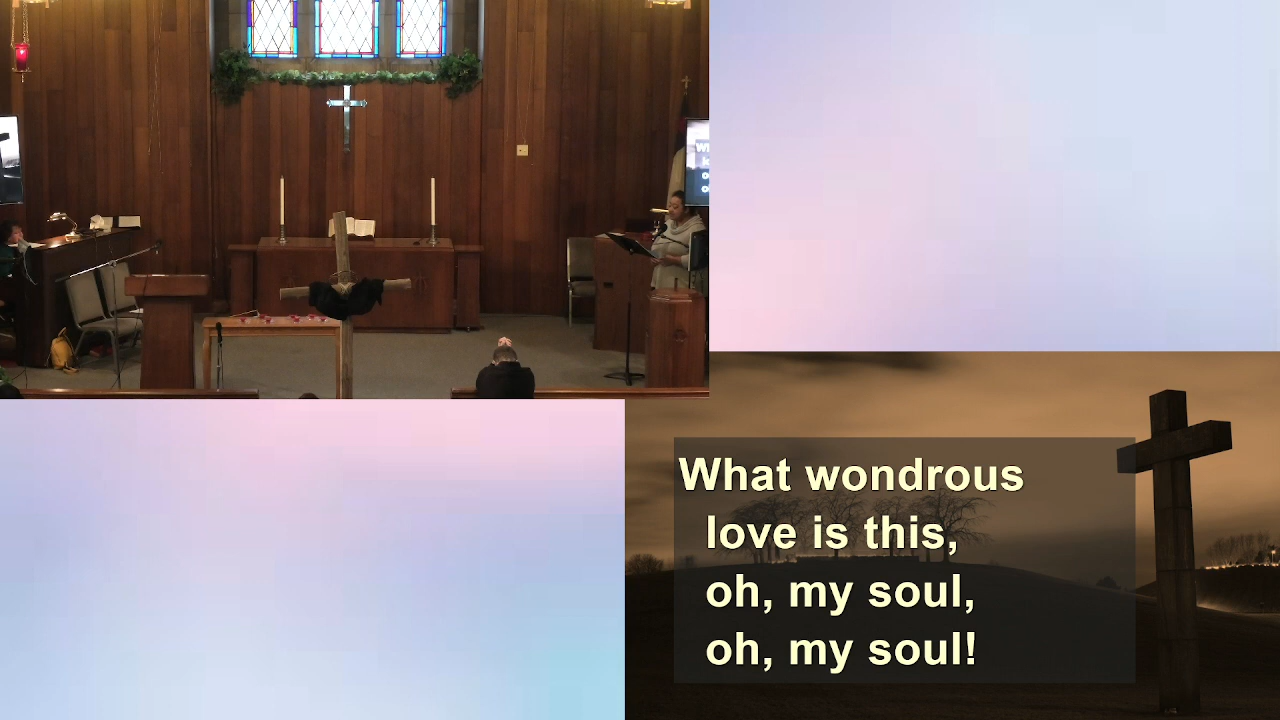 What wondrous
love is this,
oh, my soul,
oh, my soul!